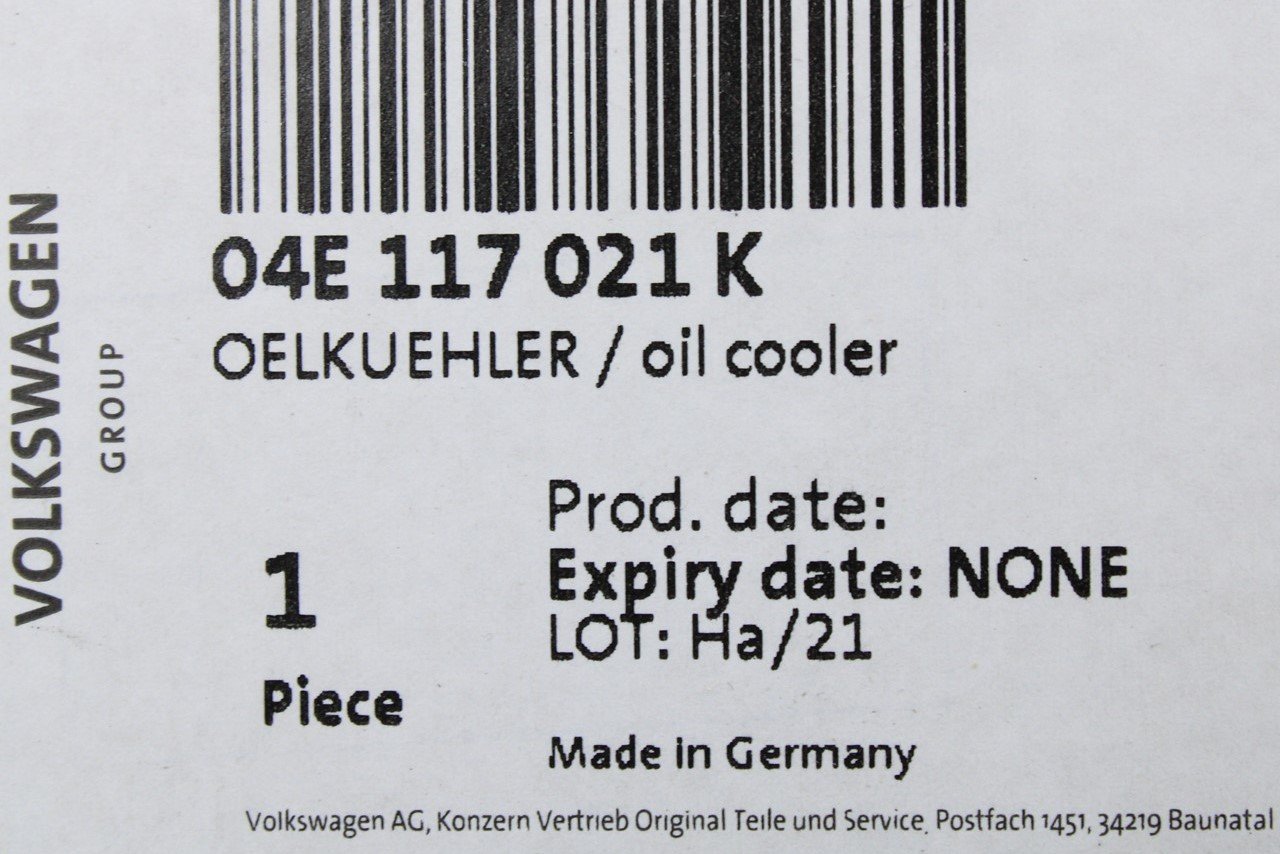 VOLKSWAGEN
GROUP
04E 117 021 K
OELKUEHLER / oil cooler
1
Piece
Prod. date:
Expiry date: NONE
LOT: Ha/21
Made in Germany
Volkswagen AG, Konzern Vertrieb Original Teile und Service, Postfach 1451, 34219 Baunatal